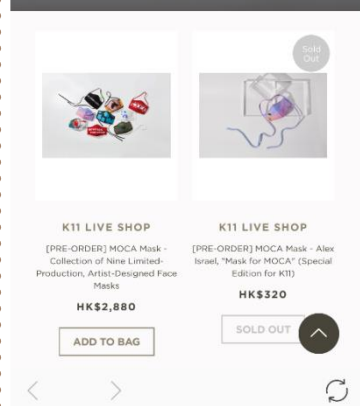 Sold
Out
K11 LIVE SHOP
[PRE-ORDER] MOCA Mask -
Collection of Nine Limited-
Production, Artist-Designed Face
Masks
HK$2,880
ADD TO BAG
K11 LIVE SHOP
[PRE-ORDER] MOCA Mask - Alex
Israel, "Mask for MOCA" (Special
Edition for K11)
HK$320
SOLD OUT